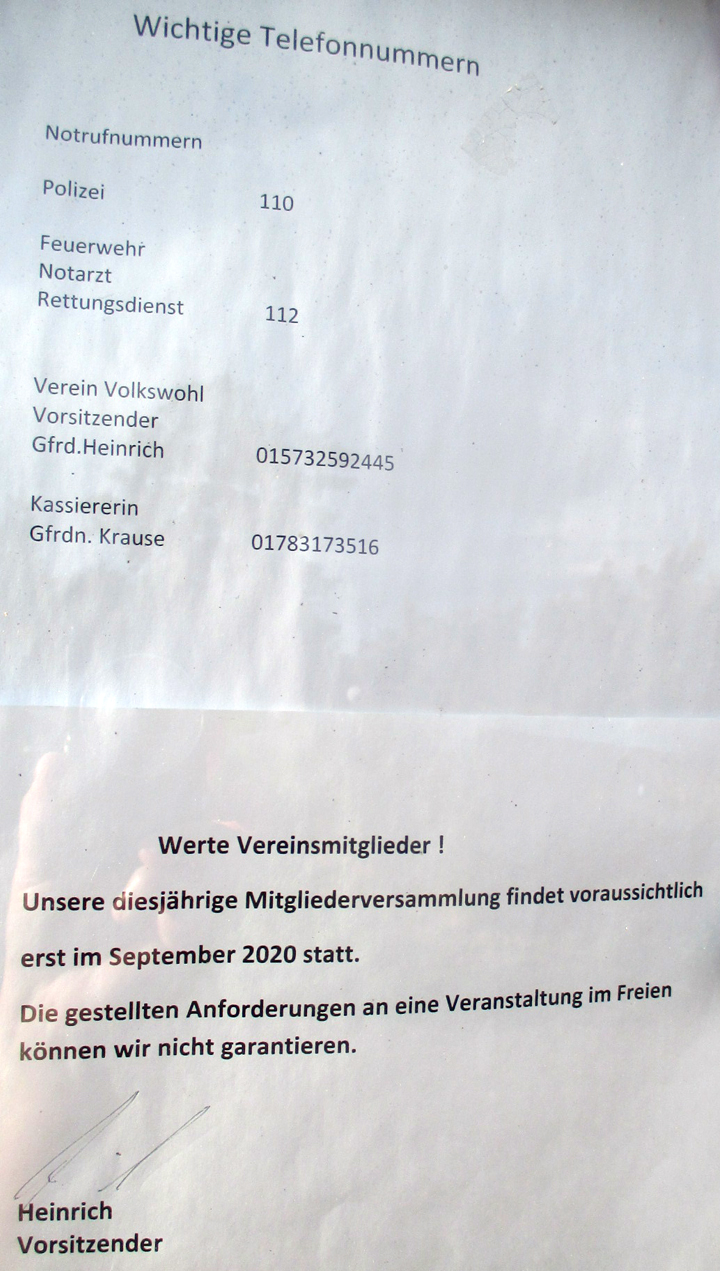 Wichtige Telefonnummern
Notrufnummern
Polizei 110
Feuerwehr
Notarzt
Rettungsdienst 112
Verein Volkswohl
Vorsitzender
Gfrd.Heinrich 015732592445
Kassiererin
Gfrdn. Krause 01783173516
Werte Vereinsmitglieder !
Unsere diesjährige Mitgliederversammlung findet voraussichtlich
erst im September 2020 statt.
Die gestellten Anforderungen an eine Veranstaltung im Freien
können wir nicht garantieren.
Heinrich
Vorsitzender